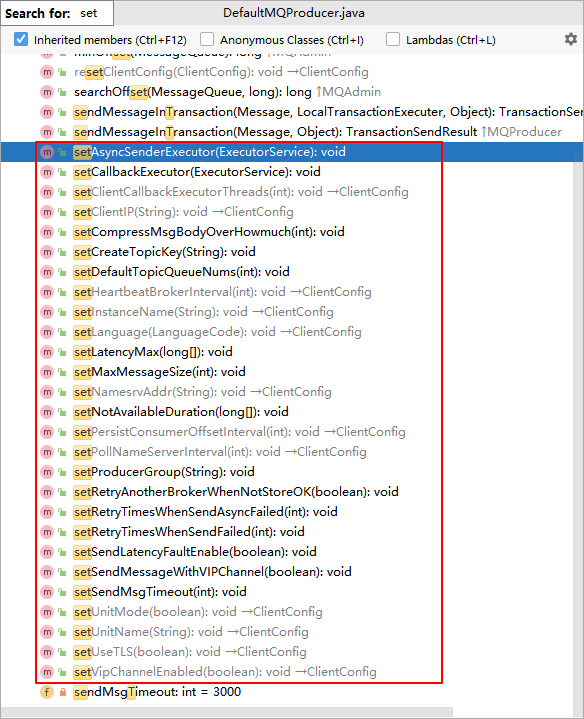 Search for: set DefaultMQProducer.java
Inherited members (Ctrl+F12) Anonymous Classes (Ctrl+I) Lambdas (Ctrl+L)
minOffset(MessageQueue): long ↑MQAdmin
m resetClientConfig(ClientConfig): void →ClientConfig
m searchOffset(MessageQueue, long): long ↑MQAdmin
m sendMessageInTransaction(Message, LocalTransactionExecuter, Object): TransactionSen
m sendMessageInTransaction(Message, Object): TransactionSendResult ↑MQProducer
m setAsyncSenderExecutor(ExecutorService): void
m setCallbackExecutor(ExecutorService): void
m setClientCallbackExecutorThreads(int): void →ClientConfig
m setClientIP(String): void →ClientConfig
m setCompressMsgBodyOverHowmuch(int): void
m setCreateTopicKey(String): void
m setDefaultTopicQueueNums(int): void
m setHeartbeatBrokerInterval(int): void →ClientConfig
m setInstanceName(String): void →ClientConfig
m setLanguage(LanguageCode): void →ClientConfig
m setLatencyMax(long[]): void
m setMaxMessageSize(int): void
m setNamesrvAddr(String): void →ClientConfig
m setNotAvailableDuration(long[]): void
m setPersistConsumerOffsetInterval(int): void →ClientConfig
m setPollNameServerInterval(int): void →ClientConfig
m setProducerGroup(String): void
m setRetryAnotherBrokerWhenNotStoreOK(boolean): void
m setRetryTimesWhenSendAsyncFailed(int): void
m setRetryTimesWhenSendFailed(int): void
m setSendLatencyFaultEnable(boolean): void
m setSendMessageWithVIPChannel(boolean): void
m setSendMsgTimeout(int): void
m setUnitMode(boolean): void →ClientConfig
m setUnitName(String): void →ClientConfig
m setUseTLS(boolean): void →ClientConfig
m setVipChannelEnabled(boolean): void →ClientConfig
f sendMsgTimeout: int = 3000